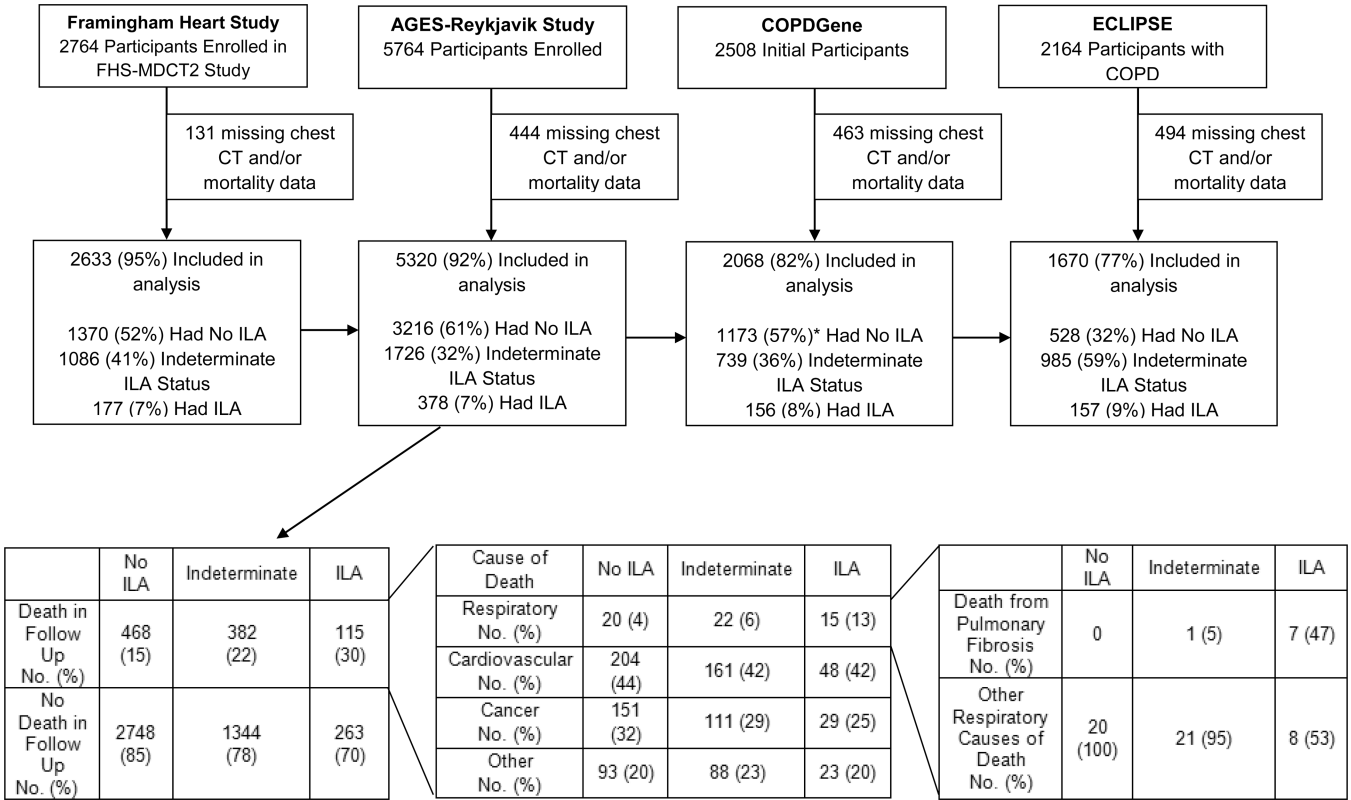 Framingham Heart Study
2764 Participants Enrolled in
FHS-MDCT2 Study
AGES-Reykjavik Study
5764 Participants Enrolled
COPDGene
2508 Initial Participants
ECLIPSE
2164 Participants with
COPD
131 missing chest
CT and/or
mortality data
444 missing chest
CT and/or
mortality data
463 missing chest
CT and/or
mortality data
494 missing chest
CT and/or
mortality data
2633 (95%) Included in
analysis
1370 (52%) Had No ILA
1086 (41%) Indeterminate
ILA Status
177 (7%) Had ILA
5320 (92%) Included in
analysis
3216 (61%) Had No ILA
1726 (32%) Indeterminate
ILA Status
378 (7%) Had ILA
2068 (82%) Included in
analysis
1173 (57%)* Had No ILA
739 (36%) Indeterminate
ILA Status
156 (8%) Had ILA
1670 (77%) Included in
analysis
528 (32%) Had No ILA
985 (59%) Indeterminate
ILA Status
157 (9%) Had ILA
No
ILA
Indeterminate
ILA
Death in
Follow
Up
No. (%)
468
(15)
382
(22)
115
(30)
No
Death in
Follow
Up
No. (%)
2748
(85)
1344
(78)
263
(70)
Cause of
Death
No ILA
Indeterminate
ILA
Respiratory
No. (%)
20 (4)
22 (6)
15 (13)
Cardiovascular
No. (%)
204
(44)
161 (42)
48 (42)
Cancer
No. (%)
151
(32)
111 (29)
29 (25)
Other
No. (%)
93 (20)
88 (23)
23 (20)
No
ILA
Indeterminate
ILA
Death from
Pulmonary
Fibrosis
No. (%)
0
1 (5)
7 (47)
Other
Respiratory
Causes of
Death
No. (%)
20
(100)
21 (95)
8 (53)